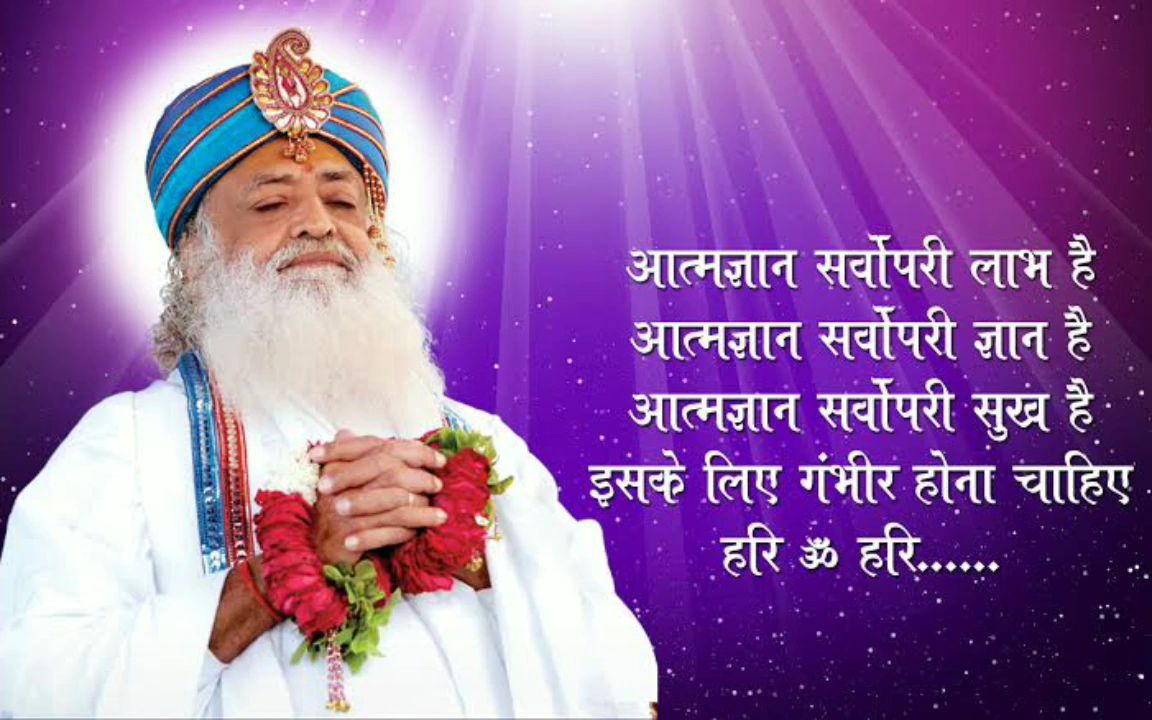 आत्मज्ञान सर्वोपरी लाभ है
आत्मज्ञान सर्वोपरी ज्ञान है
आत्मज्ञान सर्वोपरी सुख है
इसके लिए गंभीर होना चाहिए
हरि ॐ हरि......